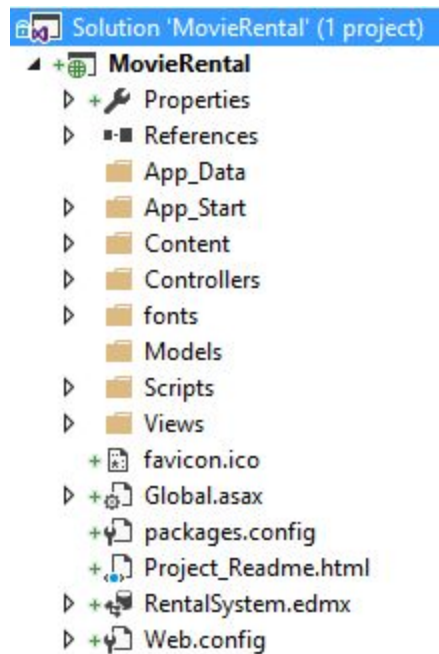 Solution 'MovieRental' (1 project)
MovieRental
Properties
References
App_Data
App_Start
Content
Controllers
fonts
Models
Scripts
Views
favicon.ico
Global.asax
packages.config
Project_Readme.html
RentalSystem.edmx
Web.config